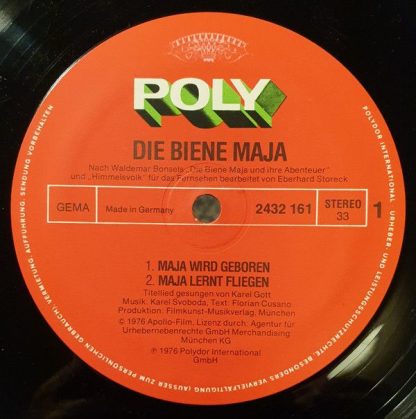 POLY
DIE BIENE MAJA
Nach Waldemar Bonsels „Die Biene Maja und ihre Abenteuer"
und „Himmelsvolk" für das Fernsehen bearbeitet von Eberhard Storeck
GEMA
Made in Germany
2432 161
STEREO
33
1
1. MAJA WIRD GEBOREN
2. MAJA LERNT FLIEGEN
Titellied gesungen von Karel Gott
Musik: Karel Svoboda, Text: Florian Cusano
Produktion: Filmkunst-Musikverlag, München
© 1976 Apollo-Film, Lizenz durch: Agentur für
Urhebernebenrechte GmbH Merchandising
München KG
℗ 1976 Polydor International
GmbH
POLYDOR INTERNATIONAL. URHEBER- UND LEISTUNGSSCHUTZRECHTE VORBEHALTEN. BESONDERS VERVIELFÄLTIGUNG (AUSSER ZUM PERSÖNLICHEN GEBRAUCH), VERMIETUNG, AUFFÜHRUNG, SENDUNG VORBEHALTEN